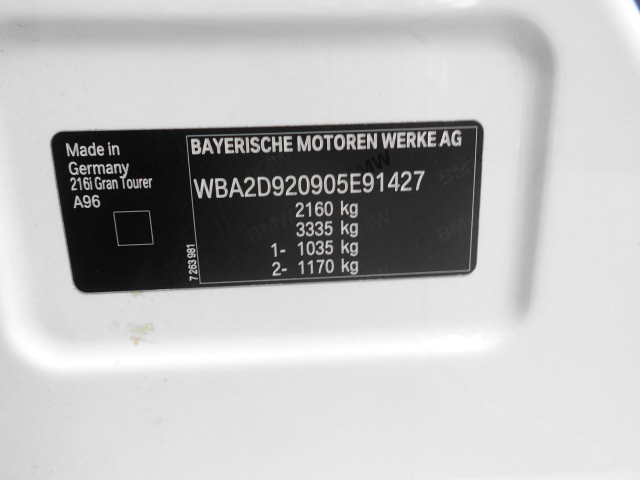 Made in
Germany
216i Gran Tourer
A96
7 263 981
BAYERISCHE MOTOREN WERKE AG
WBA2D920905E91427
2160 kg
3335 kg
1- 1035 kg
2- 1170 kg